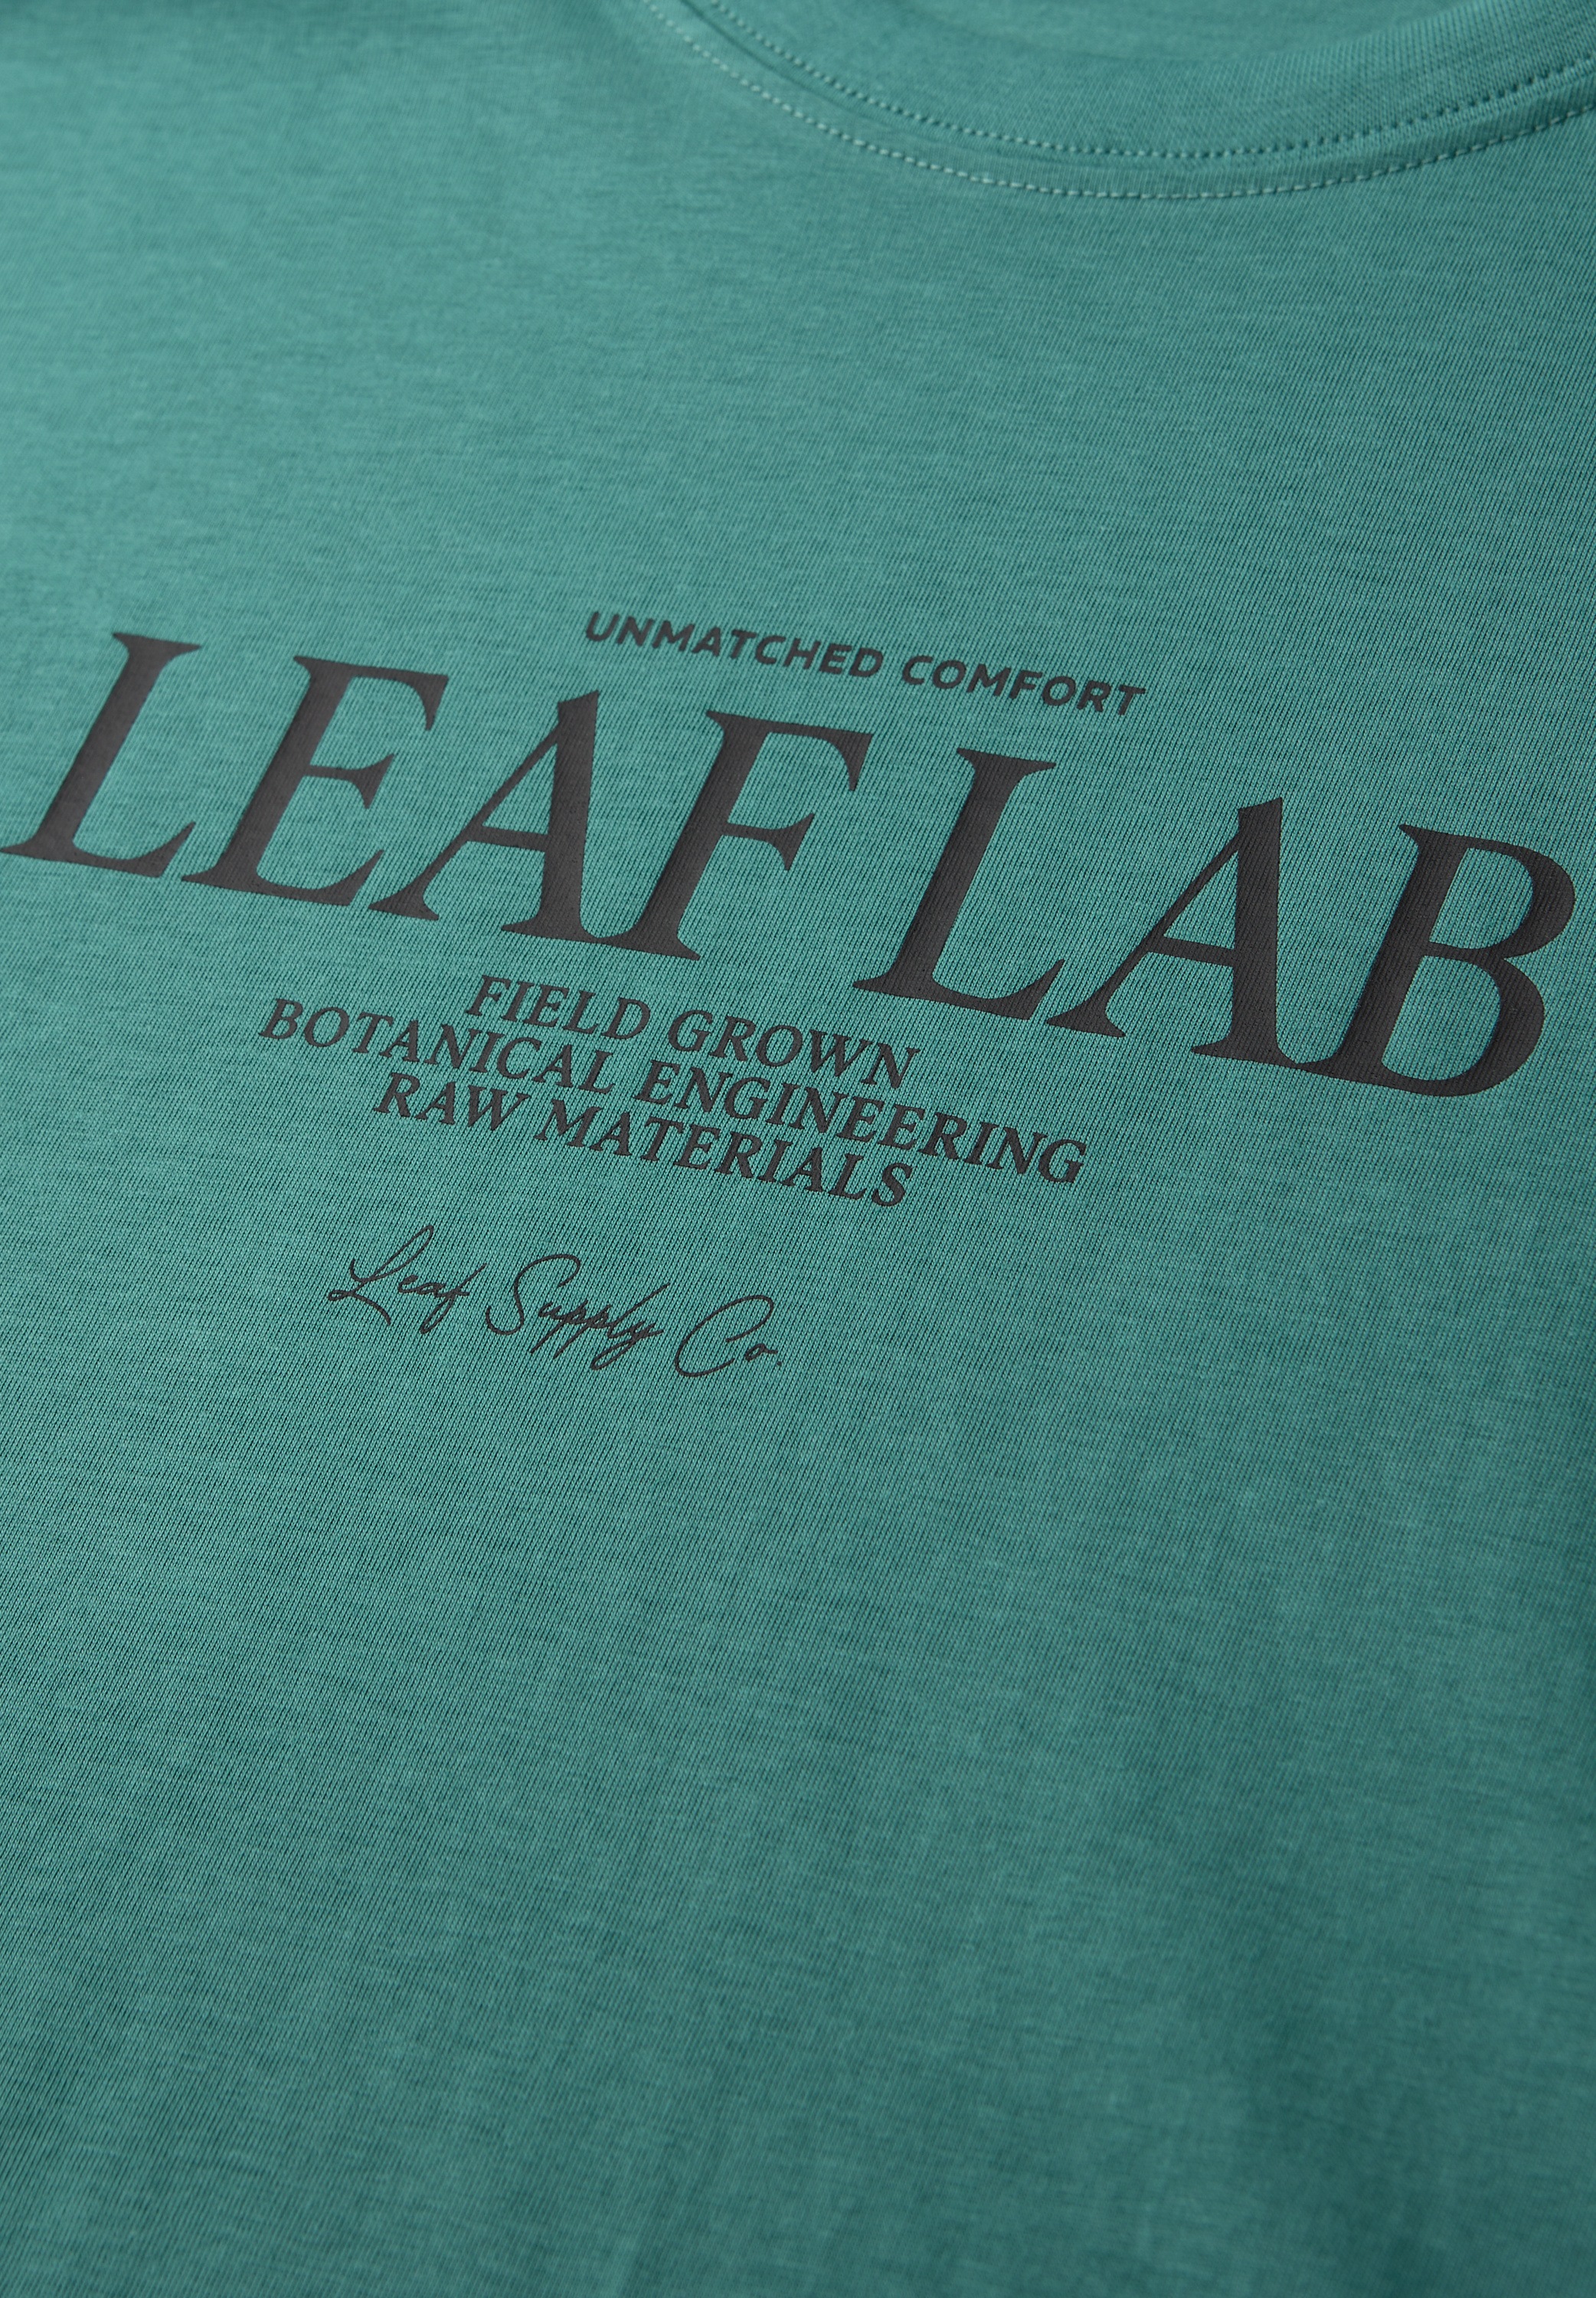 UNMATCHED COMFORT
LEAF LAB
FIELD GROWN
BOTANICAL ENGINEERING
RAW MATERIALS
Leaf Supply Co.